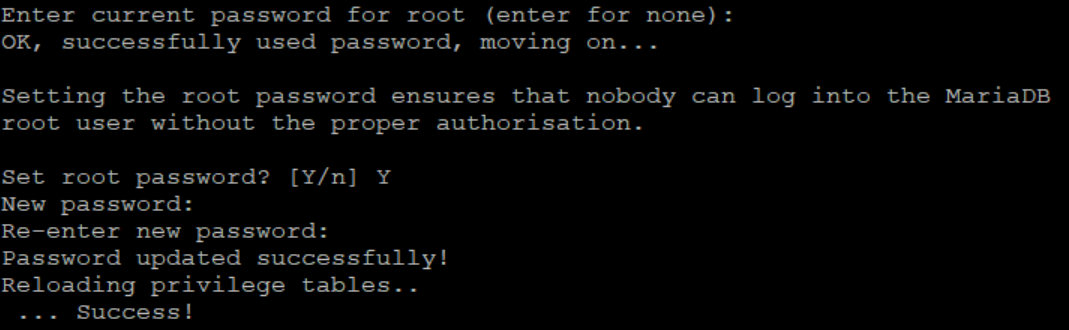 Enter current password for root (enter for none):
OK, successfully used password, moving on...
Setting the root password ensures that nobody can log into the MariaDB
root user without the proper authorisation.
Set root password? [Y/n] Y
New password:
Re-enter new password:
Password updated successfully!
Reloading privilege tables..
 ... Success!